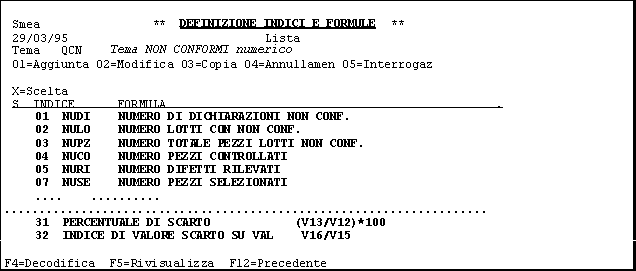 Smea ** DEFINIZIONE INDICI E FORMULE **
29/03/95 Lista
Tema QCN Tema NON CONFORMI numerico
01=Aggiunta 02=Modifica 03=Copia 04=Annullamen 05=Interrogaz
X=Scelta
S INDICE FORMULA .
01 NUDI NUMERO DI DICHIARAZIONI NON CONF.
02 NULO NUMERO LOTTI CON NON CONF.
03 NUPZ NUMERO TOTALE PEZZI LOTTI NON CONF.
04 NUCO NUMERO PEZZI CONTROLLATI
05 NURI NUMERO DIFETTI RILEVATI
07 NUSE NUMERO PEZZI SELEZIONATI
.... ..........
......................................................................
31 PERCENTUALE DI SCARTO (V13/V12)*100
32 INDICE DI VALORE SCARTO SU VAL V16/V15
F4=Decodifica F5=Rivisualizza F12=Precedente